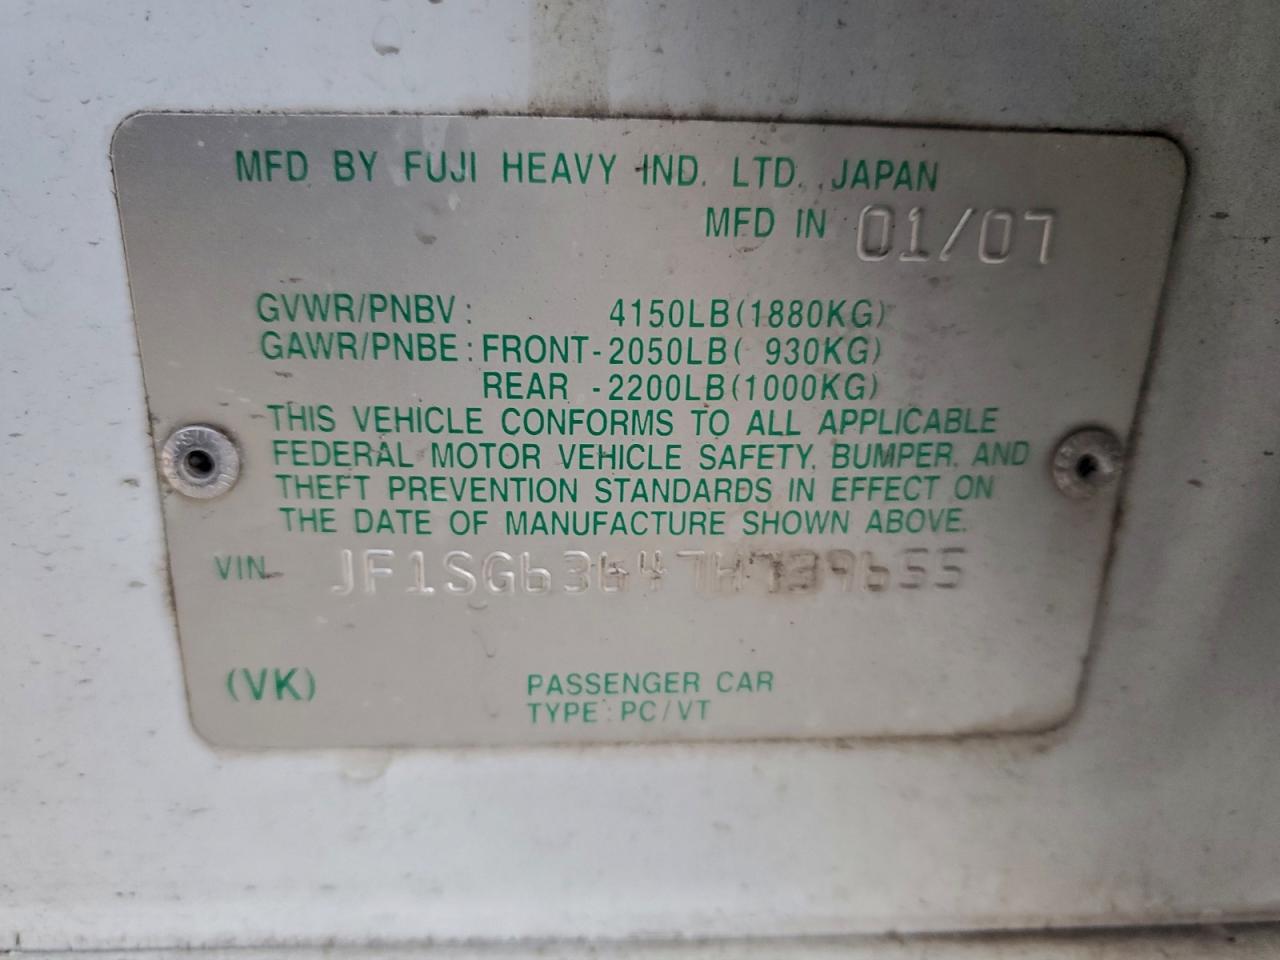 MFD BY FUJI HEAVY IND. LTD. JAPAN
MFD IN 01/07
GVWR/PNBV: 4150LB(1880KG)
GAWR/PNBE: FRONT-2050LB( 930KG)
REAR -2200LB(1000KG)
THIS VEHICLE CONFORMS TO ALL APPLICABLE
FEDERAL MOTOR VEHICLE SAFETY, BUMPER, AND
THEFT PREVENTION STANDARDS IN EFFECT ON
THE DATE OF MANUFACTURE SHOWN ABOVE.
VIN JF1SG63647H739655
(VK) PASSENGER CAR
TYPE: PC/VT